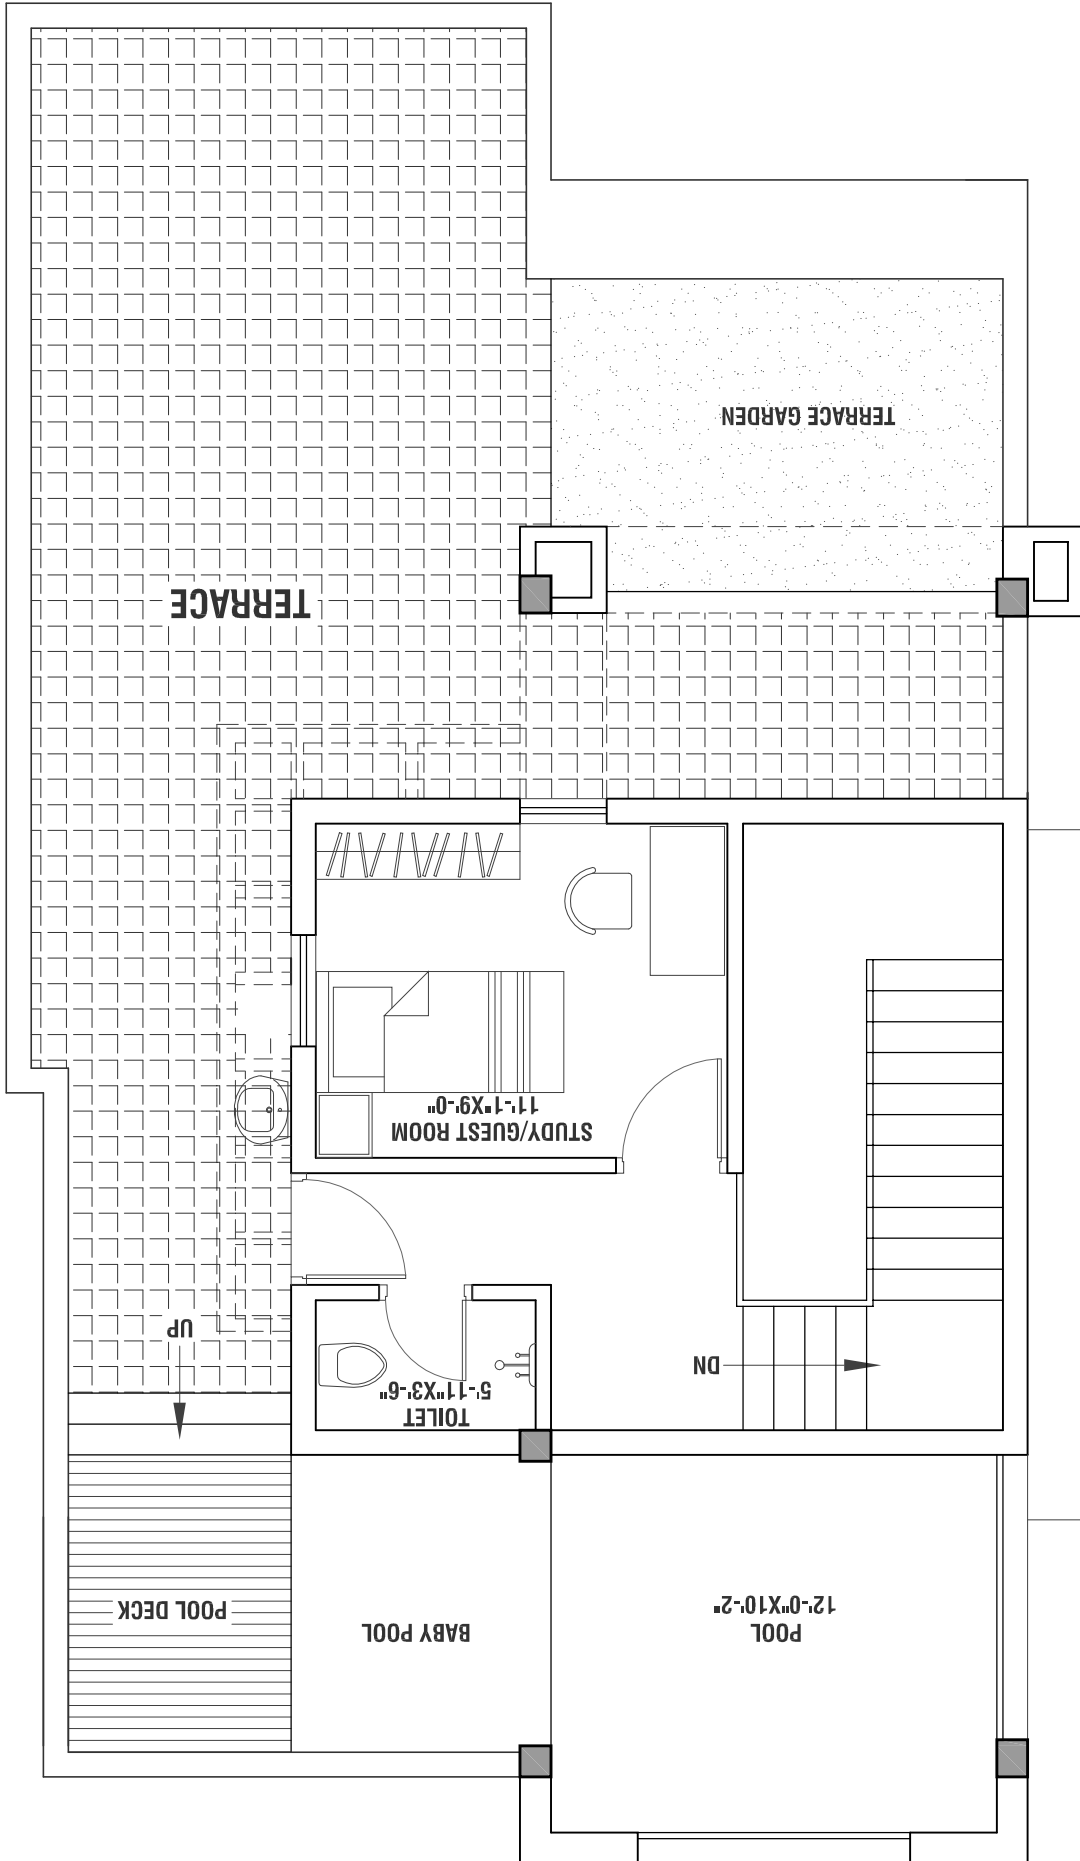 POOL
12'-0"X10'-2"
BABY POOL
POOL DECK
TOILET
5'-11"X3'-6"
DN
UP
STUDY/GUEST ROOM
11'-1"X9'-0"
TERRACE
TERRACE GARDEN